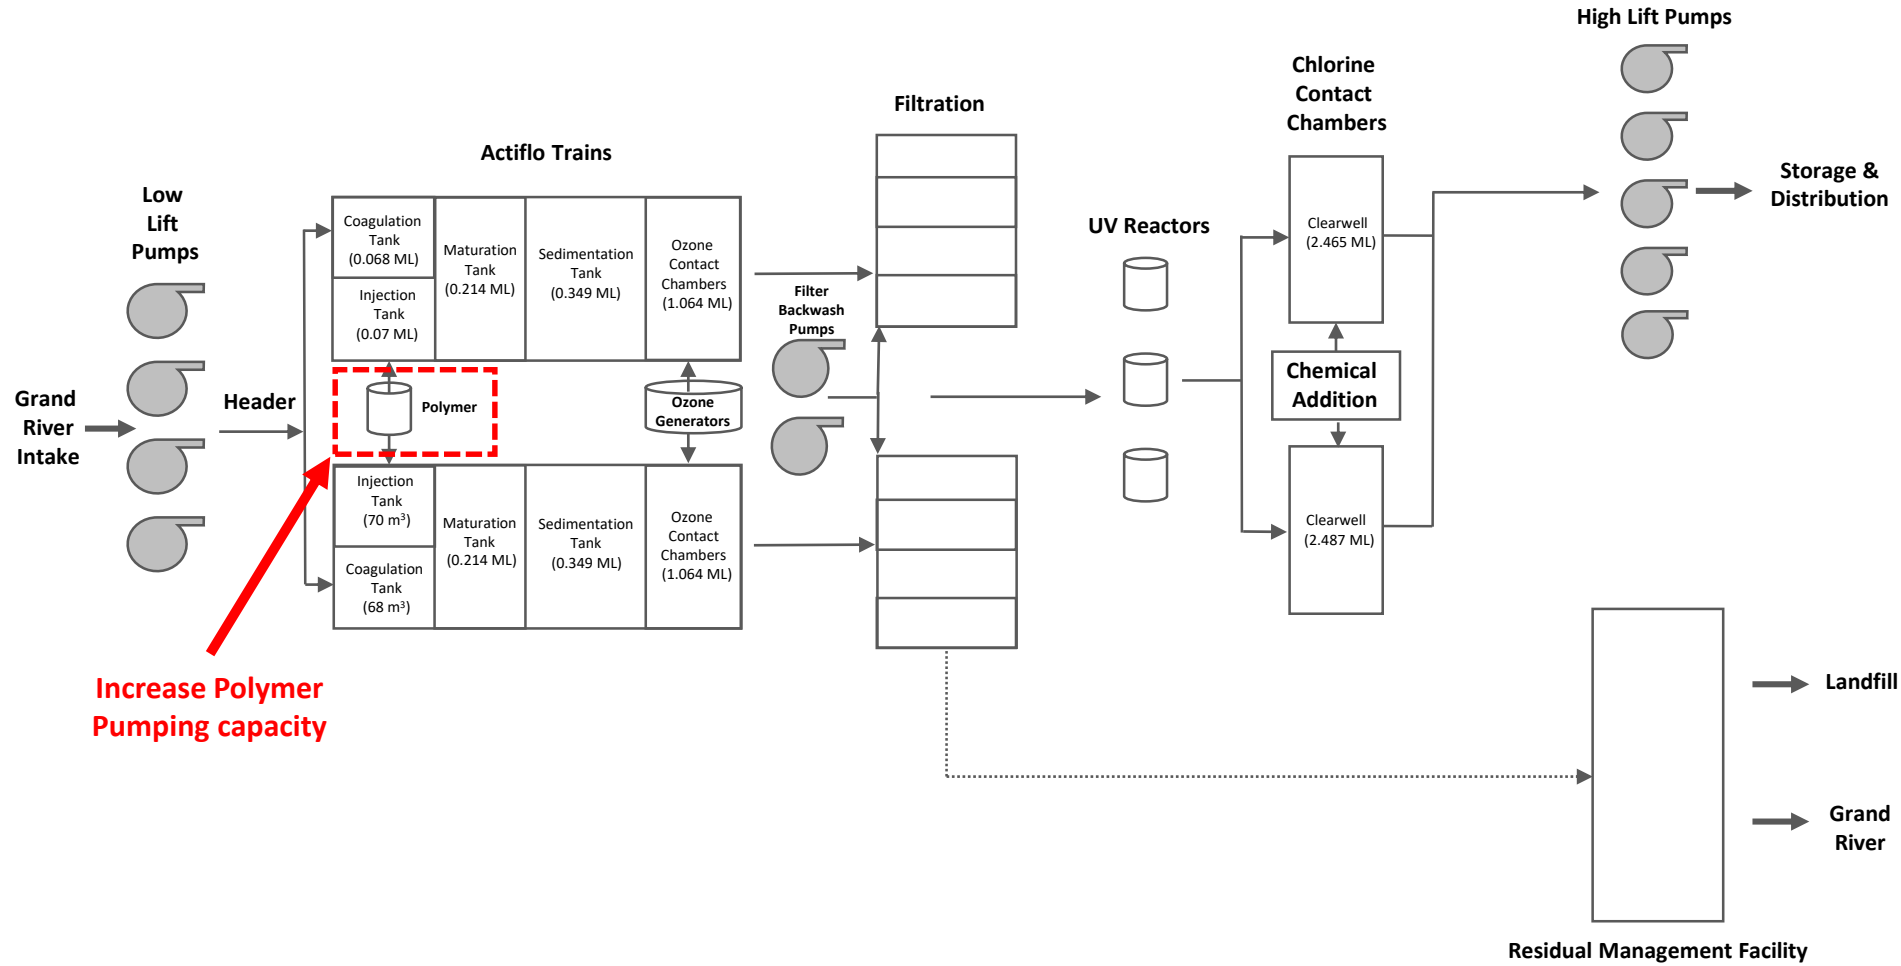 High Lift Pumps
Chlorine
Contact
Chambers
Filtration
Actiflo Trains
Low
Lift
Pumps
Storage &
Distribution
UV Reactors
Coagulation
Tank
(0.068 ML)
Injection
Tank
(0.07 ML)
Maturation
Tank
(0.214 ML)
Sedimentation
Tank
(0.349 ML)
Ozone
Contact
Chambers
(1.064 ML)
Clearwell
(2.465 ML)
Filter
Backwash
Pumps
Grand
River
Intake
Header
Polymer
Ozone
Generators
Chemical
Addition
Injection
Tank
(70 m³)
Coagulation
Tank
(68 m³)
Maturation
Tank
(0.214 ML)
Sedimentation
Tank
(0.349 ML)
Ozone
Contact
Chambers
(1.064 ML)
Clearwell
(2.487 ML)
Increase Polymer
Pumping capacity
Landfill
Grand
River
Residual Management Facility